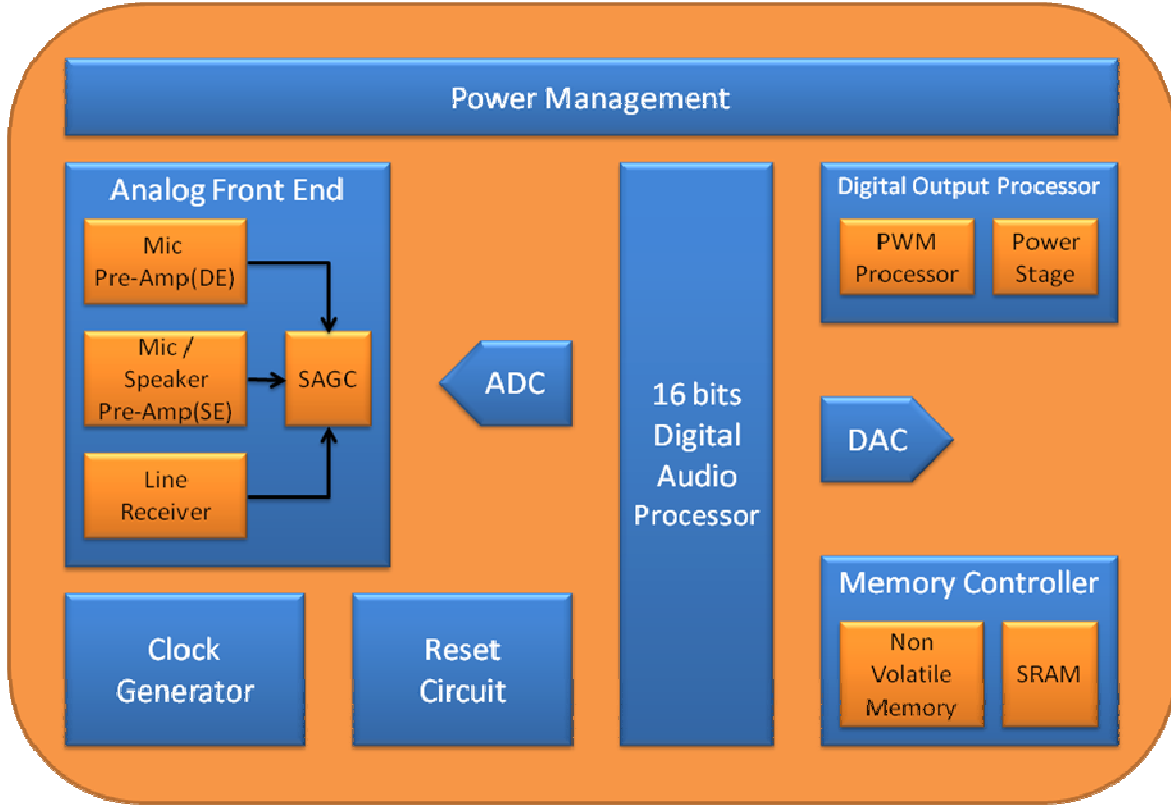 Power Management
Analog Front End
Mic
Pre-Amp(DE)
Mic /
Speaker
Pre-Amp(SE)
SAGC
Line
Receiver
ADC
16 bits
Digital
Audio
Processor
Digital Output Processor
PWM
Processor
Power
Stage
DAC
Memory Controller
Non
Volatile
Memory
SRAM
Clock
Generator
Reset
Circuit